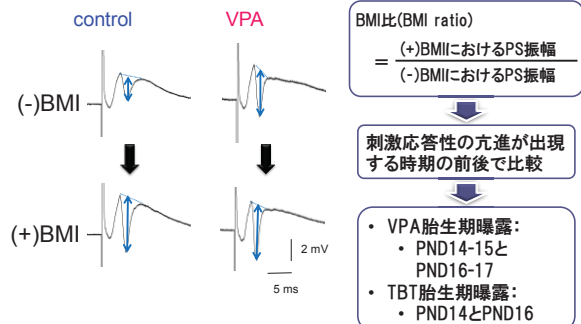 control
VPA
(-)BMI
(+)BMI
2 mV
5 ms
BMI比(BMI ratio)
=
(+)BMIにおけるPS振幅
(-)BMIにおけるPS振幅
刺激応答性の亢進が出現
する時期の前後で比較
• VPA胎生期曝露:
• PND14-15と
PND16-17
• TBT胎生期曝露:
• PND14とPND16